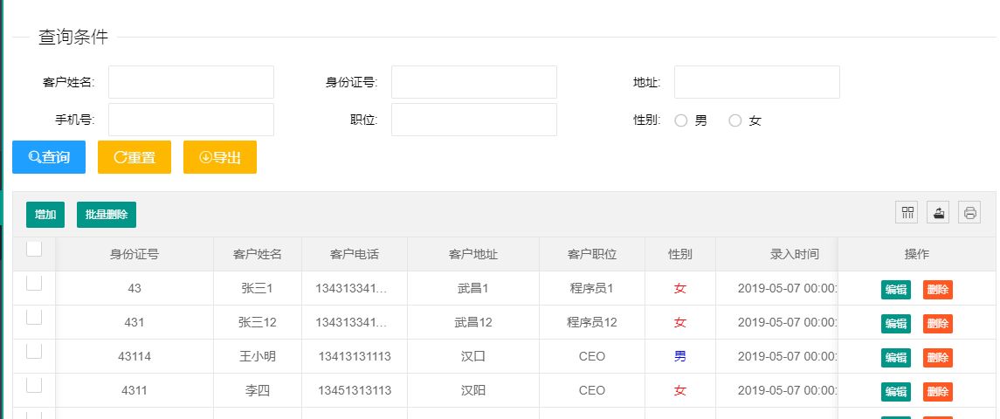 查询条件
客户姓名: 身份证号: 地址:
手机号: 职位: 性别: 男 女
查询 重置 导出
增加 批量删除
身份证号 客户姓名 客户电话 客户地址 客户职位 性别 录入时间 操作
43 张三1 134313341... 武昌1 程序员1 女 2019-05-07 00:00: 编辑 删除
431 张三12 134313341... 武昌12 程序员12 女 2019-05-07 00:00: 编辑 删除
43114 王小明 13413131113 汉口 CEO 男 2019-05-07 00:00: 编辑 删除
4311 李四 13451313113 汉阳 CEO 女 2019-05-07 00:00: 编辑 删除